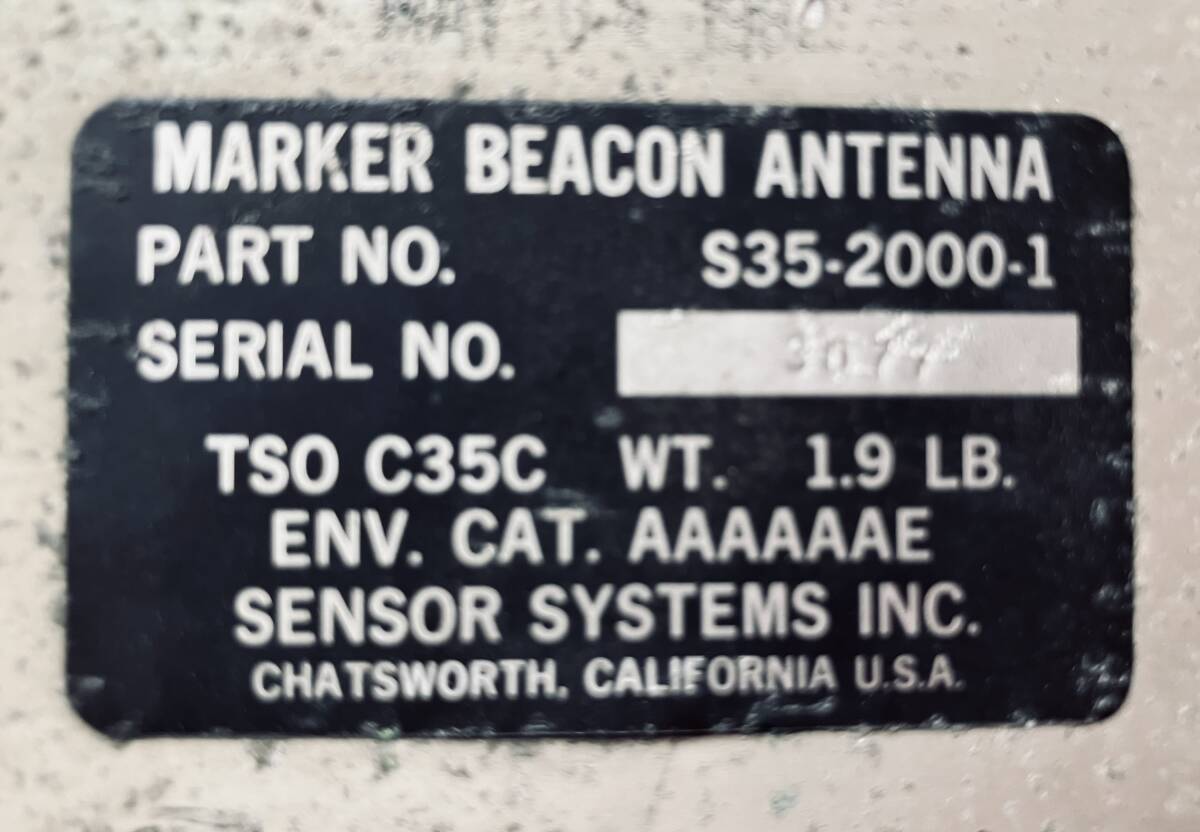 MARKER BEACON ANTENNA
PART NO. S35-2000-1
SERIAL NO.
TSO C35C WT. 1.9 LB.
ENV. CAT. AAAAAAE
SENSOR SYSTEMS INC.
CHATSWORTH, CALIFORNIA U.S.A.